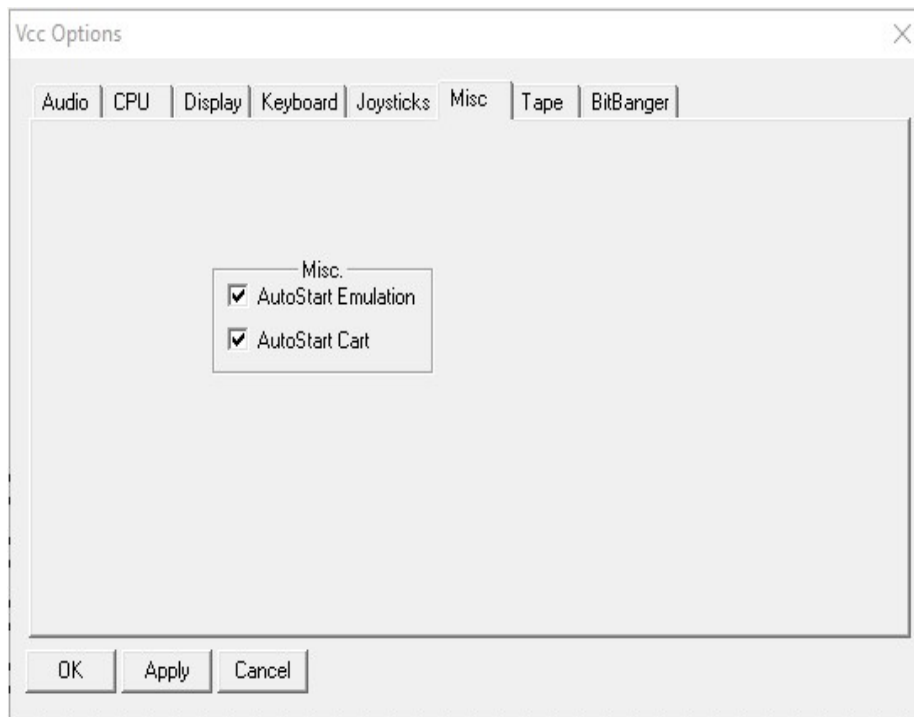 Vcc Options
Audio CPU Display Keyboard Joysticks Misc Tape BitBanger
Misc.
AutoStart Emulation
AutoStart Cart
OK Apply Cancel